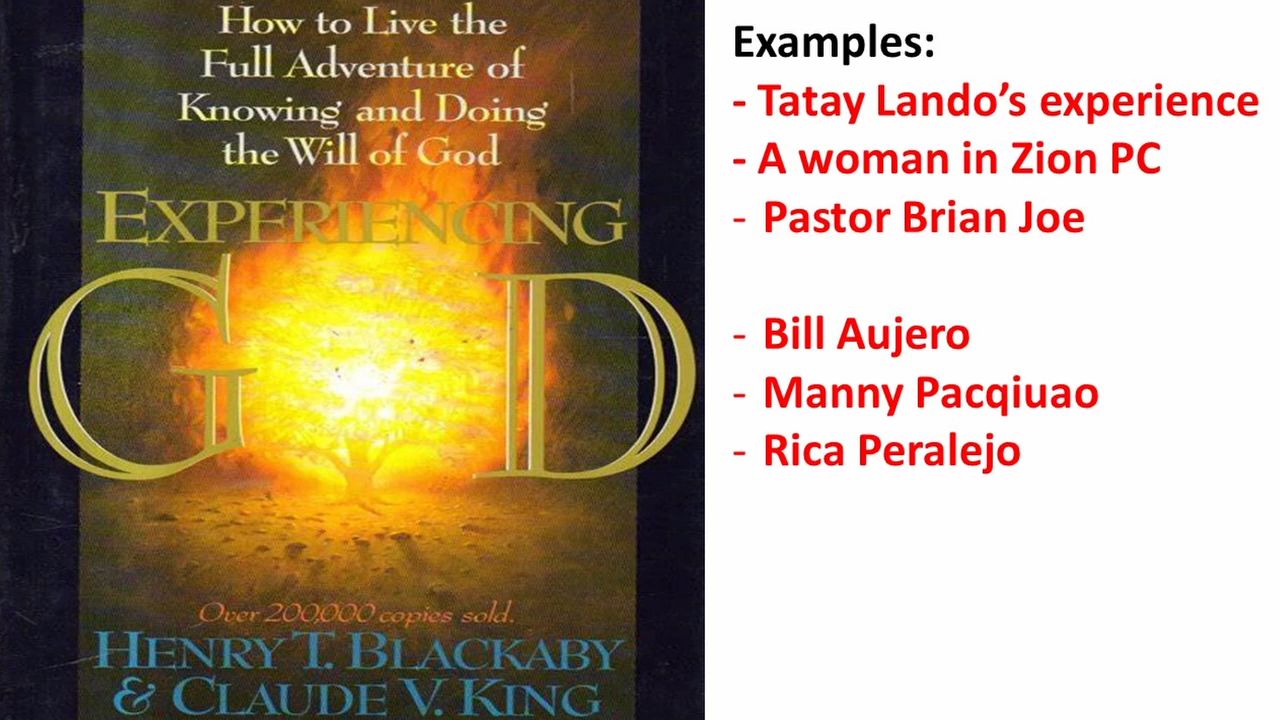 How to Live the
Full Adventure of
Knowing and Doing
the Will of God
EXPERIENCING
GOD
Over 200,000 copies sold.
HENRY T. BLACKABY
& CLAUDE V. KING
Examples:
- Tatay Lando’s experience
- A woman in Zion PC
- Pastor Brian Joe
- Bill Aujero
- Manny Pacqiuao
- Rica Peralejo